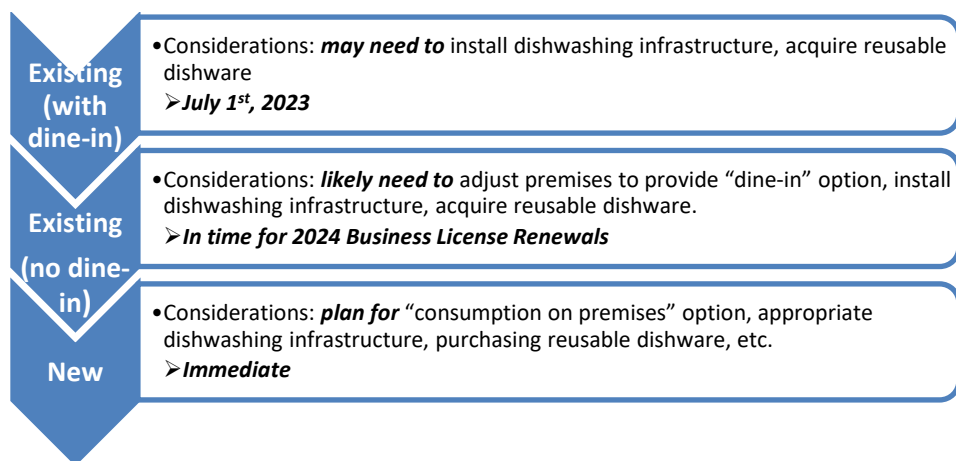 Existing
(with
dine-in)
•Considerations: may need to install dishwashing infrastructure, acquire reusable
dishware
➢July 1st, 2023
Existing
(no dine-
in)
•Considerations: likely need to adjust premises to provide “dine-in” option, install
dishwashing infrastructure, acquire reusable dishware.
➢In time for 2024 Business License Renewals
New
•Considerations: plan for “consumption on premises” option, appropriate
dishwashing infrastructure, purchasing reusable dishware, etc.
➢Immediate